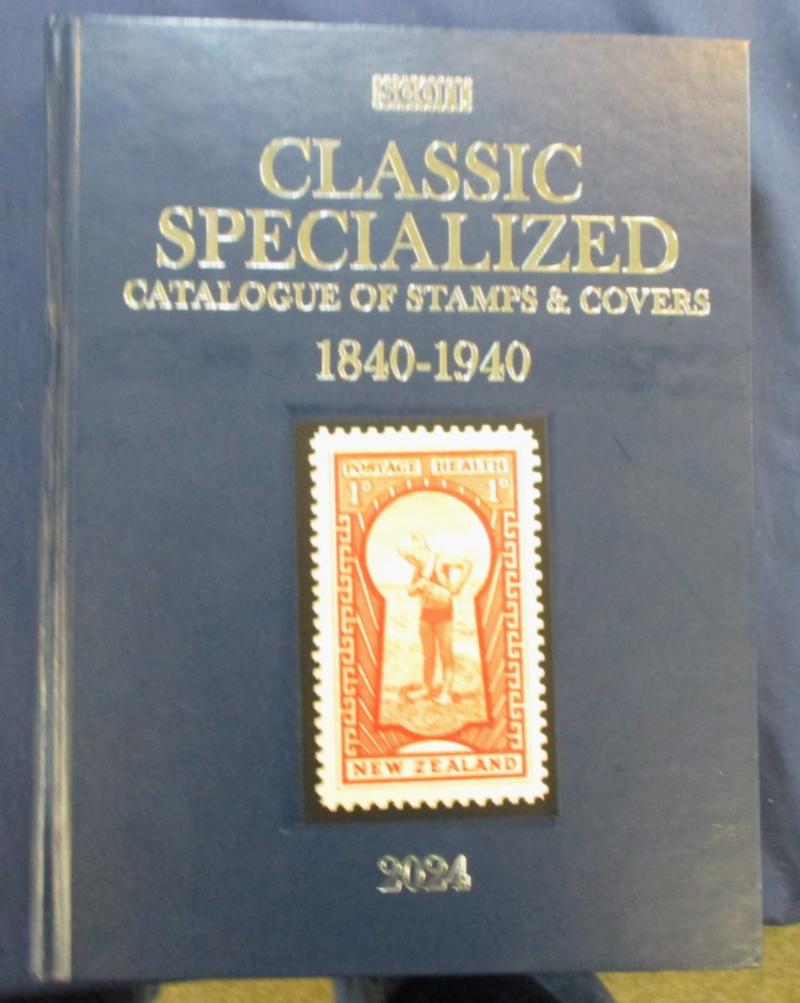 SCOTT
CLASSIC
SPECIALIZED
CATALOGUE OF STAMPS & COVERS
1840-1940
POSTAGE HEALTH
1D 1D
NEW ZEALAND
2024